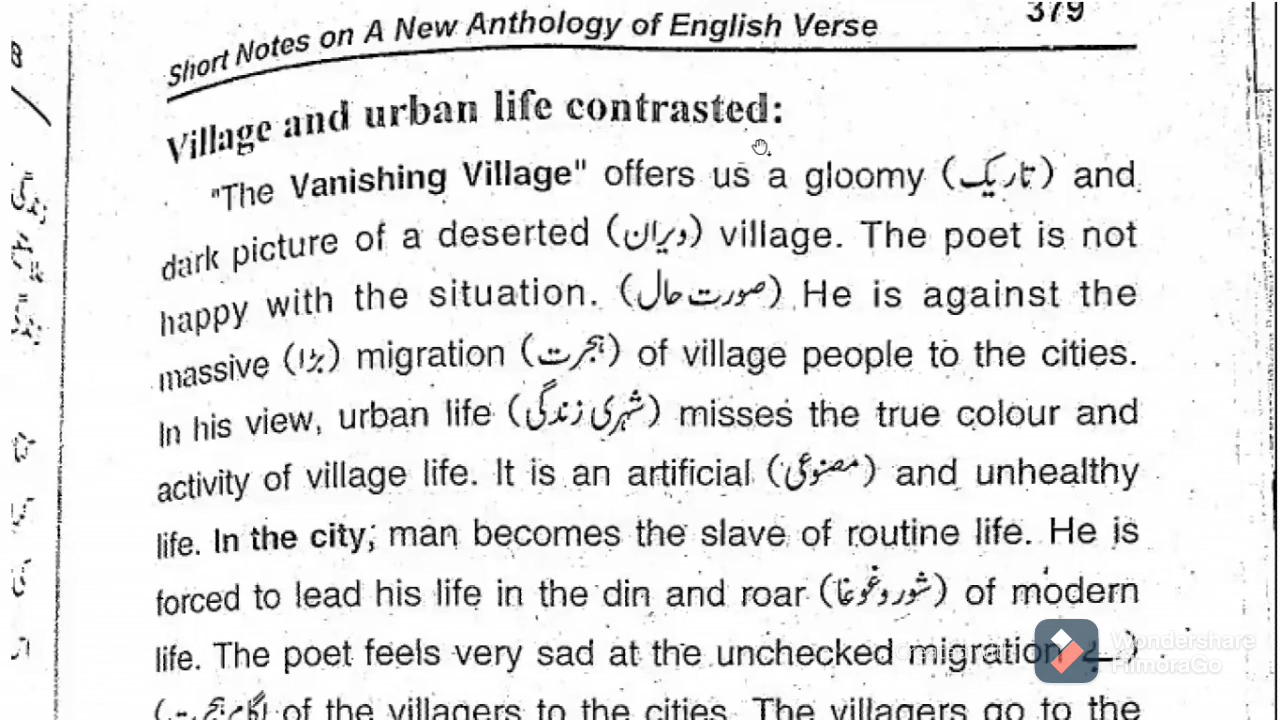 Short Notes on A New Anthology of English Verse 379
Village and urban life contrasted:
"The Vanishing Village" offers us a gloomy (تاریک) and
dark picture of a deserted (ویران) village. The poet is not
happy with the situation. (صورت حال) He is against the
massive (بڑا) migration (ہجرت) of village people to the cities.
In his view, urban life (شہری زندگی) misses the true colour and
activity of village life. It is an artificial (مصنوعی) and unhealthy
life. In the city, man becomes the slave of routine life. He is
forced to lead his life in the din and roar (شور و غوغا) of modern
life. The poet feels very sad at the unchecked migration
of the villagers to the cities. The villagers go to the
Wondershare
FilmoraGo